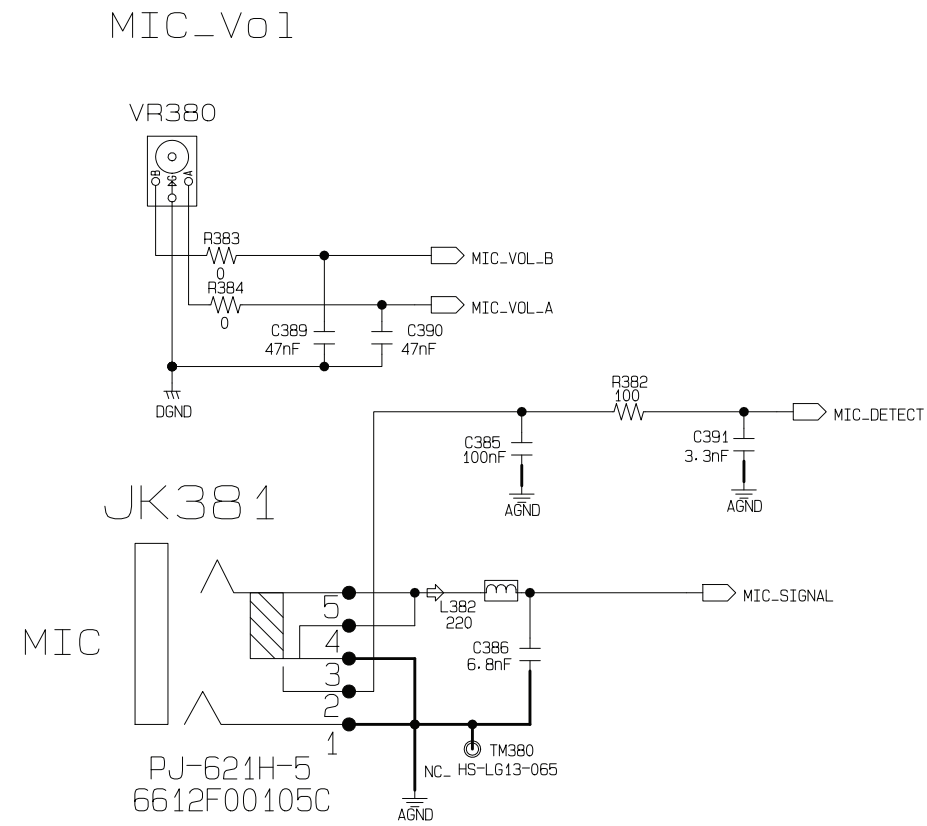 MIC_Vol
VR380
B
G
A
R383
0
MIC_VOL_B
R384
0
MIC_VOL_A
C389
47nF
C390
47nF
DGND
R382
100
MIC_DETECT
C385
100nF
C391
3.3nF
AGND
AGND
JK381
MIC
5
4
3
2
1
L382
220
MIC_SIGNAL
C386
6.8nF
TM380
NC_ HS-LG13-065
PJ-621H-5
6612F00105C
AGND